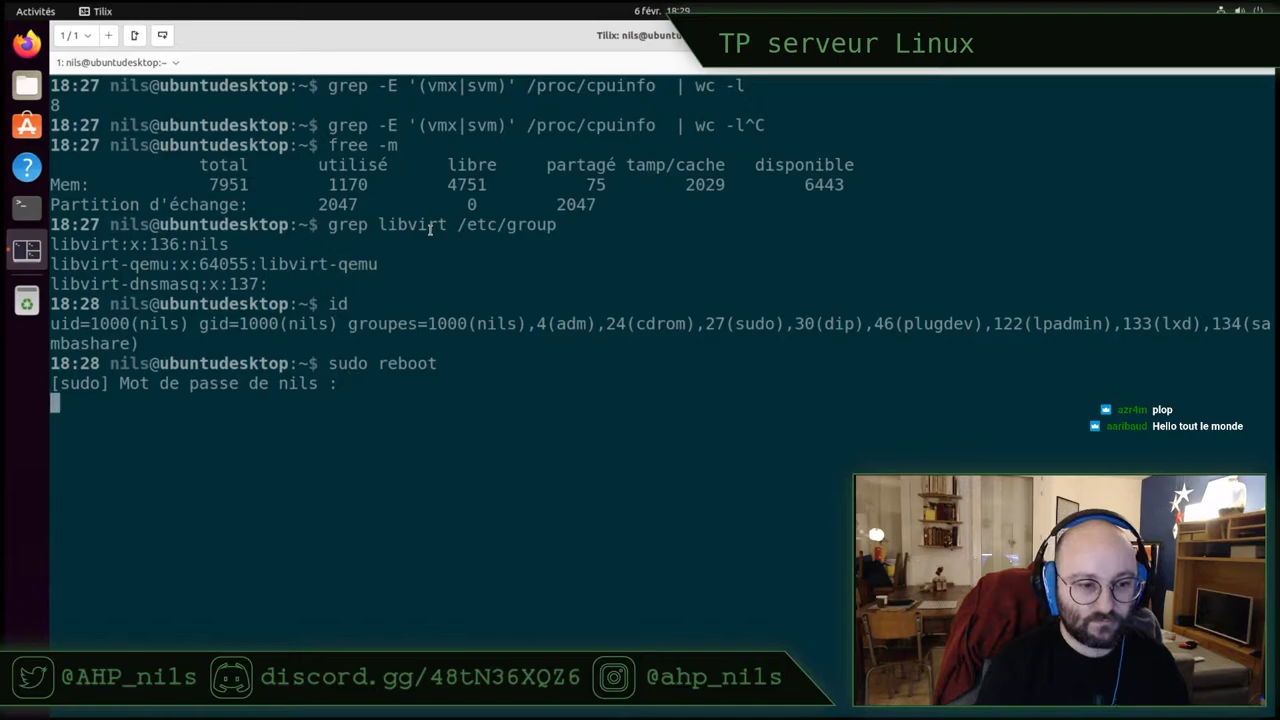 Activités
Tilix
6 févr. 18:29
1 / 1
Tilix: nils@ubuntu
TP serveur Linux
1: nils@ubuntudesktop:~
18:27 nils@ubuntudesktop:~$ grep -E '(vmx|svm)' /proc/cpuinfo  | wc -l
8
18:27 nils@ubuntudesktop:~$ grep -E '(vmx|svm)' /proc/cpuinfo  | wc -l^C
18:27 nils@ubuntudesktop:~$ free -m
total utilisé libre partagé tamp/cache disponible
Mem: 7951 1170 4751 75 2029 6443
Partition d'échange: 2047 0 2047
18:27 nils@ubuntudesktop:~$ grep libvirt /etc/group
libvirt:x:136:nils
libvirt-qemu:x:64055:libvirt-qemu
libvirt-dnsmasq:x:137:
18:28 nils@ubuntudesktop:~$ id
uid=1000(nils) gid=1000(nils) groupes=1000(nils),4(adm),24(cdrom),27(sudo),30(dip),46(plugdev),122(lpadmin),133(lxd),134(sa
mbashare)
18:28 nils@ubuntudesktop:~$ sudo reboot
[sudo] Mot de passe de nils :
azr4m plop
aaribaud Hello tout le monde
@AHP_nils
discord.gg/48tN36XQZ6
@ahp_nils